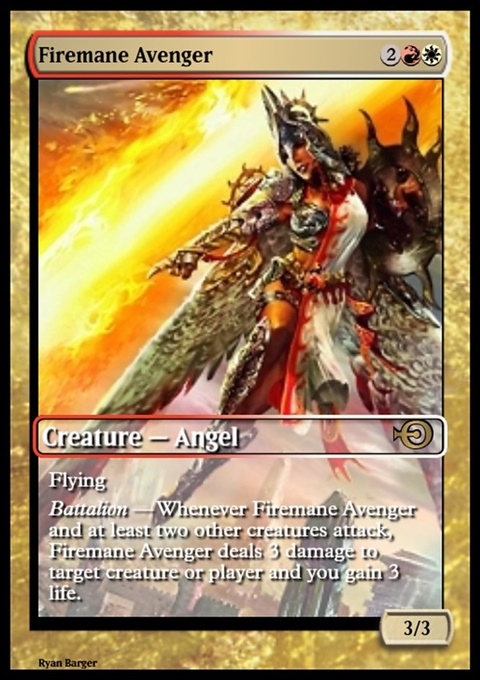 Firemane Avenger 2
Creature — Angel
Flying
Battalion — Whenever Firemane Avenger
and at least two other creatures attack,
Firemane Avenger deals 3 damage to
target creature or player and you gain 3
life.
3/3
Ryan Barger